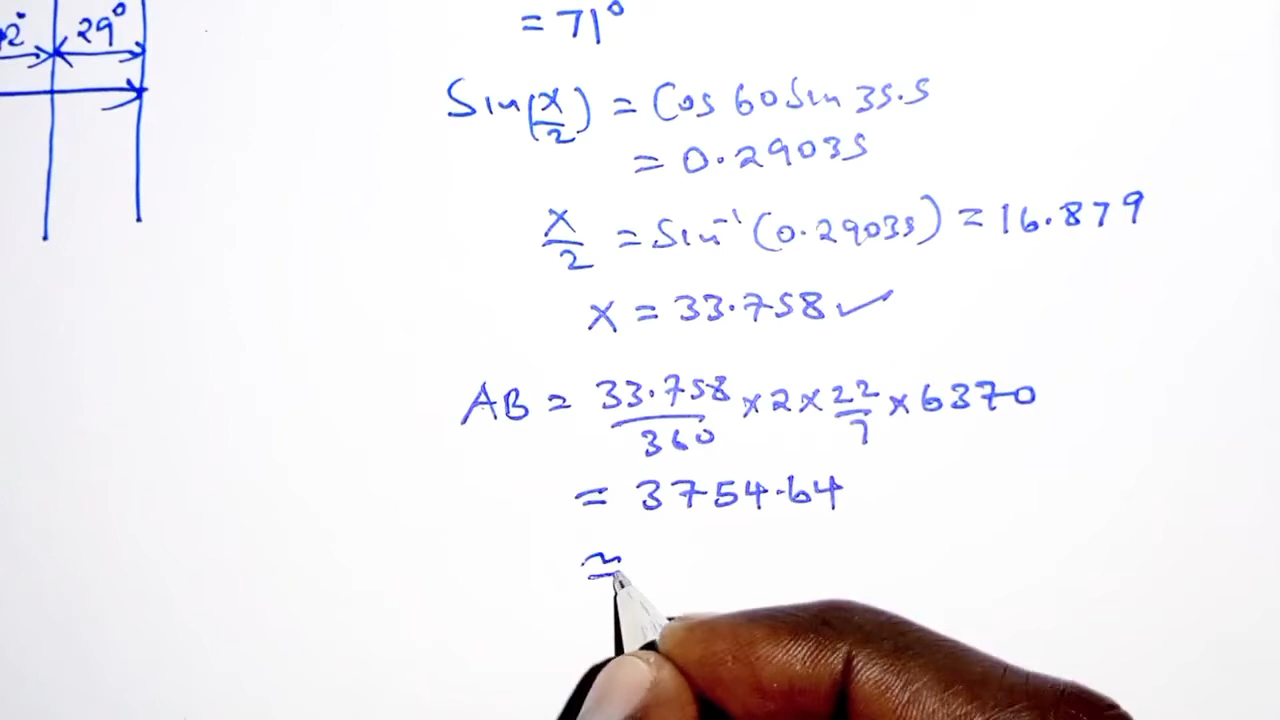 2° 29°
= 71°
Sin(x/2) = Cos 60 Sin 35.5
= 0.29035
x/2 = Sin⁻¹(0.29035) = 16.879
x = 33.758 ✓
AB = 33.758/360 × 2 × 22/7 × 6370
= 3754.64
≃